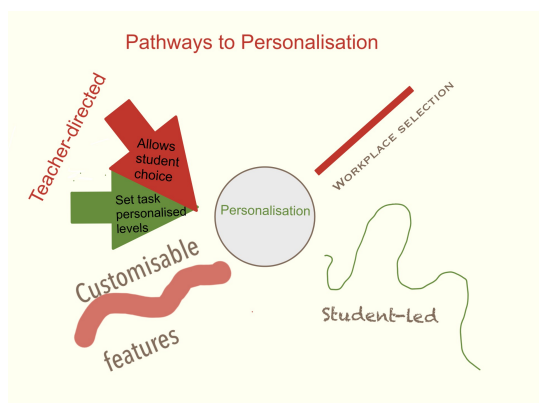 Pathways to Personalisation
Teacher-directed
Allows
student
choice
Set task
personalised
levels
Personalisation
WORKPLACE SELECTION
Customisable
features
Student-led